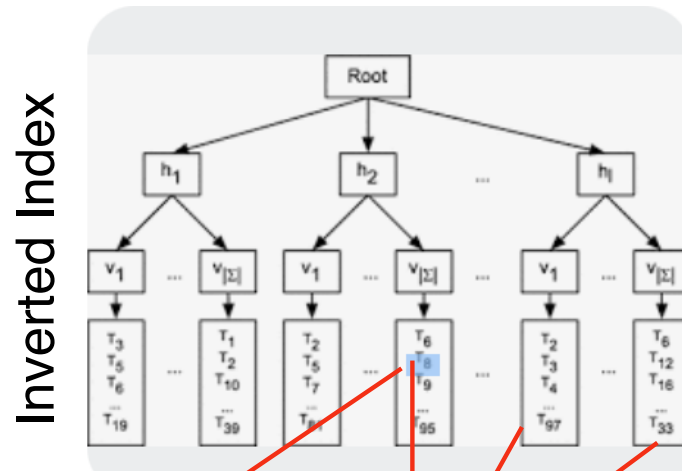 Inverted Index
Root
h1 h2 ... hl
v1 ... v|Σ| v1 ... v|Σ| ... v1 ... v|Σ|
T3 T1 T2 T6 T2 T6
T5 T2 T5 T8 T3 T12
T6 ... T10 T7 ... T9 ... T4 ... T16
... ... ... ... ... ...
T19 T39 T95 T97 T33